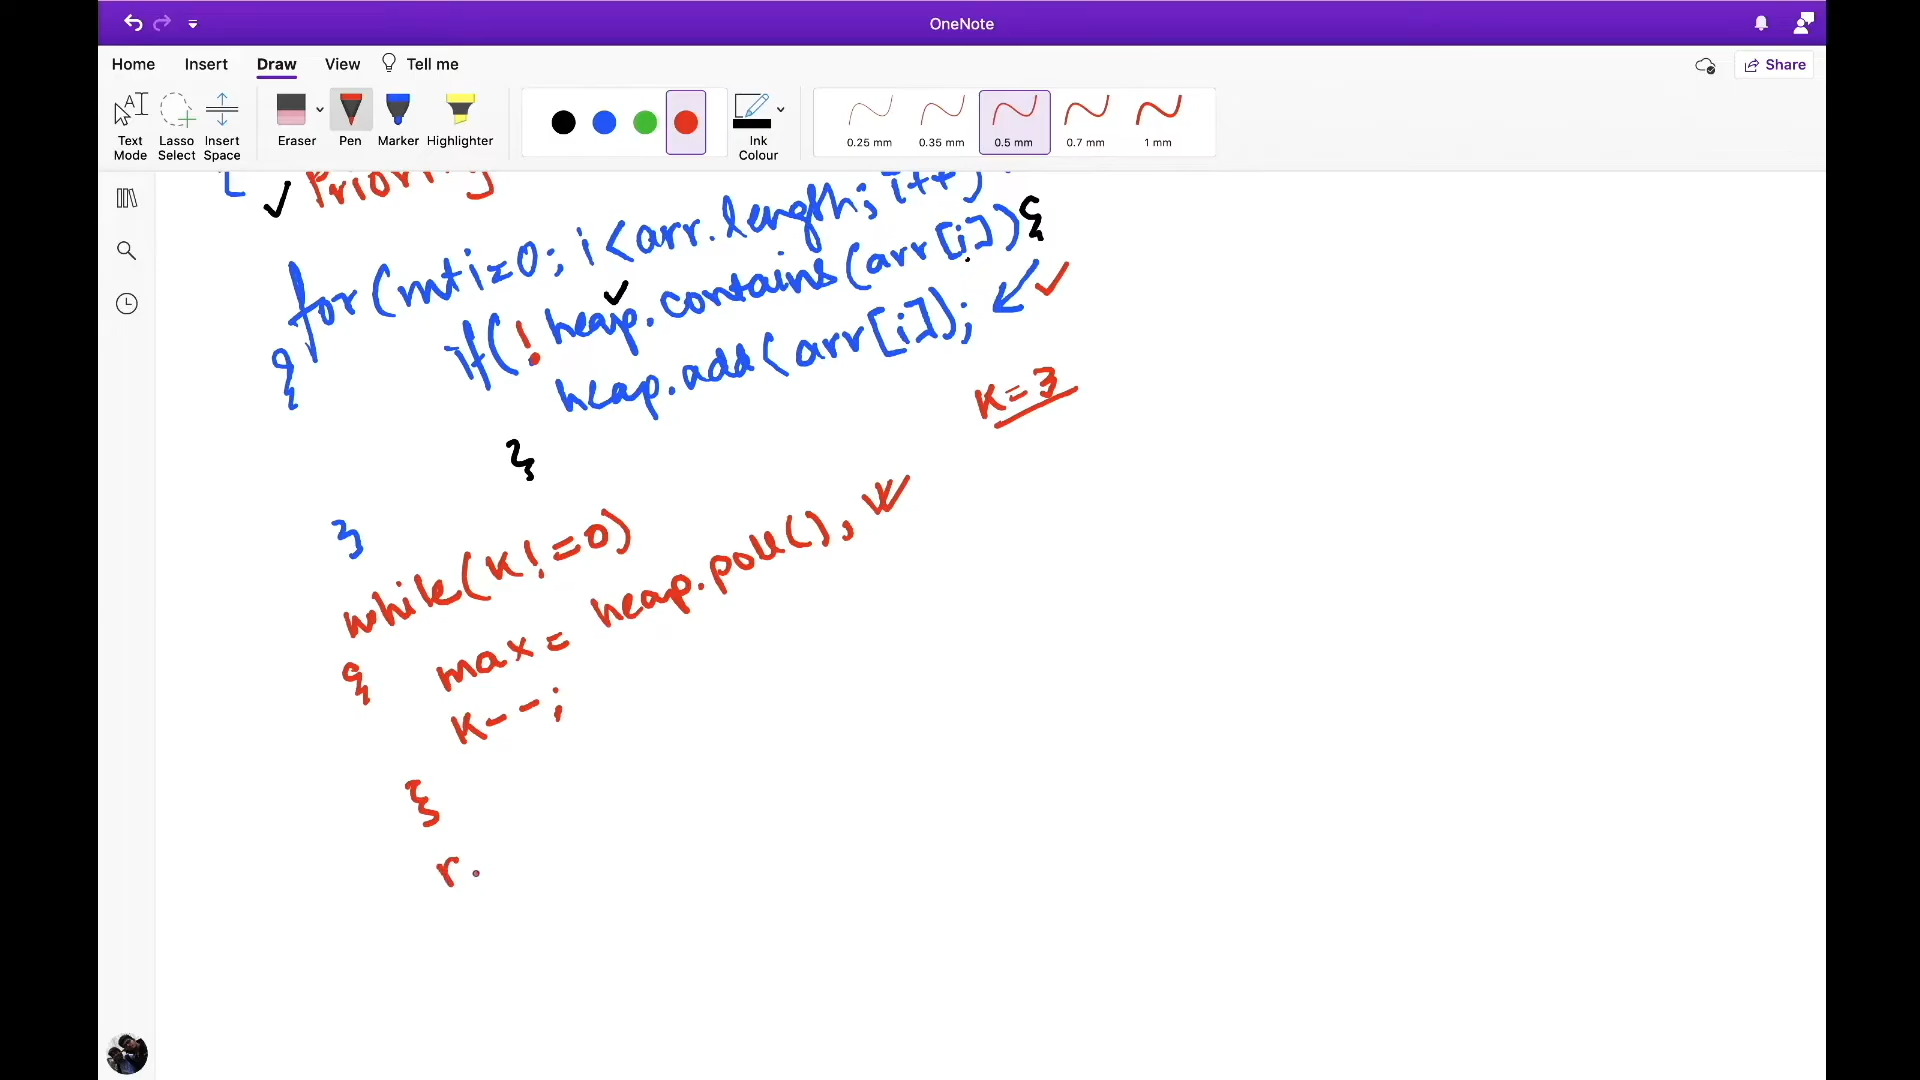 OneNote
Home Insert Draw View Tell me
Share
Text Mode
Lasso Select
Insert Space
Eraser
Pen
Marker
Highlighter
Ink Colour
0.25 mm
0.35 mm
0.5 mm
0.7 mm
1 mm
{ ✓ Priority
for (int i=0; i<arr.length; i++)
{ if(!heap.contains(arr[i])){
heap.add(arr[i]);
K=3
}
}
while(K!=0)
{ max = heap.poll();
K--;
}
r